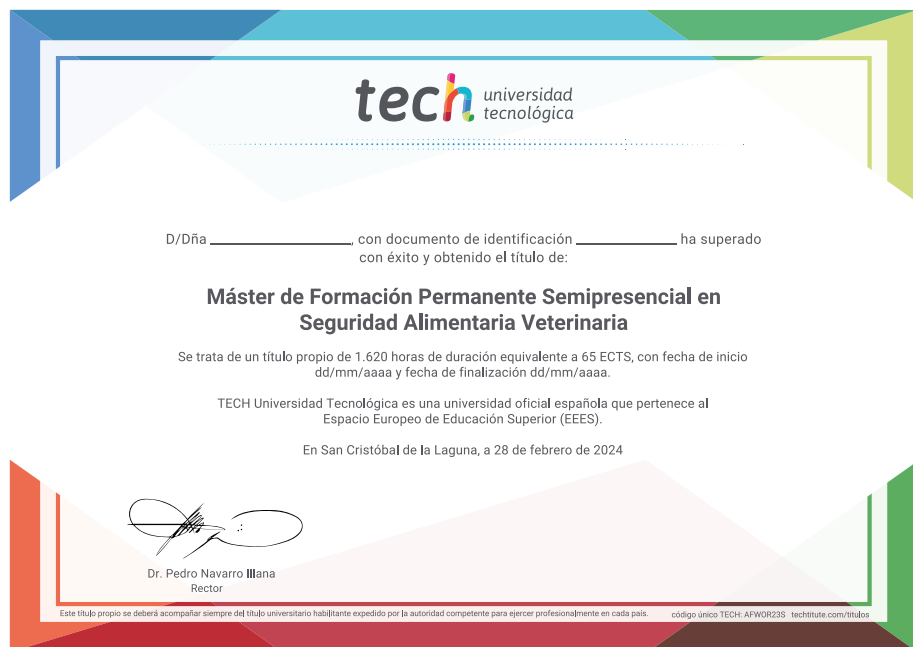 tech universidad
tecnológica
D/Dña ____________________, con documento de identificación ______________ ha superado
con éxito y obtenido el título de:
Máster de Formación Permanente Semipresencial en
Seguridad Alimentaria Veterinaria
Se trata de un título propio de 1.620 horas de duración equivalente a 65 ECTS, con fecha de inicio
dd/mm/aaaa y fecha de finalización dd/mm/aaaa.
TECH Universidad Tecnológica es una universidad oficial española que pertenece al
Espacio Europeo de Educación Superior (EEES).
En San Cristóbal de la Laguna, a 28 de febrero de 2024
Dr. Pedro Navarro Illana
Rector
Este título propio se deberá acompañar siempre del título universitario habilitante expedido por la autoridad competente para ejercer profesionalmente en cada país. código único TECH: AFWOR23S techtitute.com/titulos